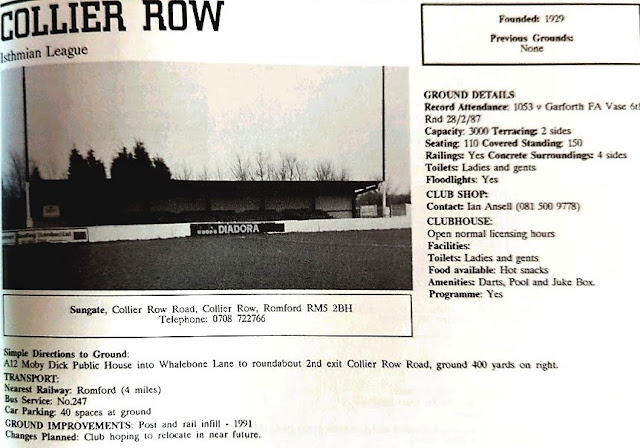 COLLIER ROW
Isthmian League
Founded: 1929
Previous Grounds:
None
DIADORA
Sungate, Collier Row Road, Collier Row, Romford RM5 2BH
Telephone: 0708 722766
GROUND DETAILS
Record Attendance: 1053 v Garforth FA Vase 6th
Rnd 28/2/87
Capacity: 3000 Terracing: 2 sides
Seating: 110 Covered Standing: 150
Railings: Yes Concrete Surroundings: 4 sides
Toilets: Ladies and gents
Floodlights: Yes
CLUB SHOP:
Contact: Ian Ansell (081 500 9778)
CLUBHOUSE:
Open normal licensing hours
Facilities:
Toilets: Ladies and gents
Food available: Hot snacks
Amenities: Darts, Pool and Juke Box.
Programme: Yes
Simple Directions to Ground:
A12 Moby Dick Public House into Whalebone Lane to roundabout 2nd exit Collier Row Road, ground 400 yards on right.
TRANSPORT:
Nearest Railway: Romford (4 miles)
Bus Service: No.247
Car Parking: 40 spaces at ground
GROUND IMPROVEMENTS: Post and rail infill - 1991
Changes Planned: Club hoping to relocate in near future.